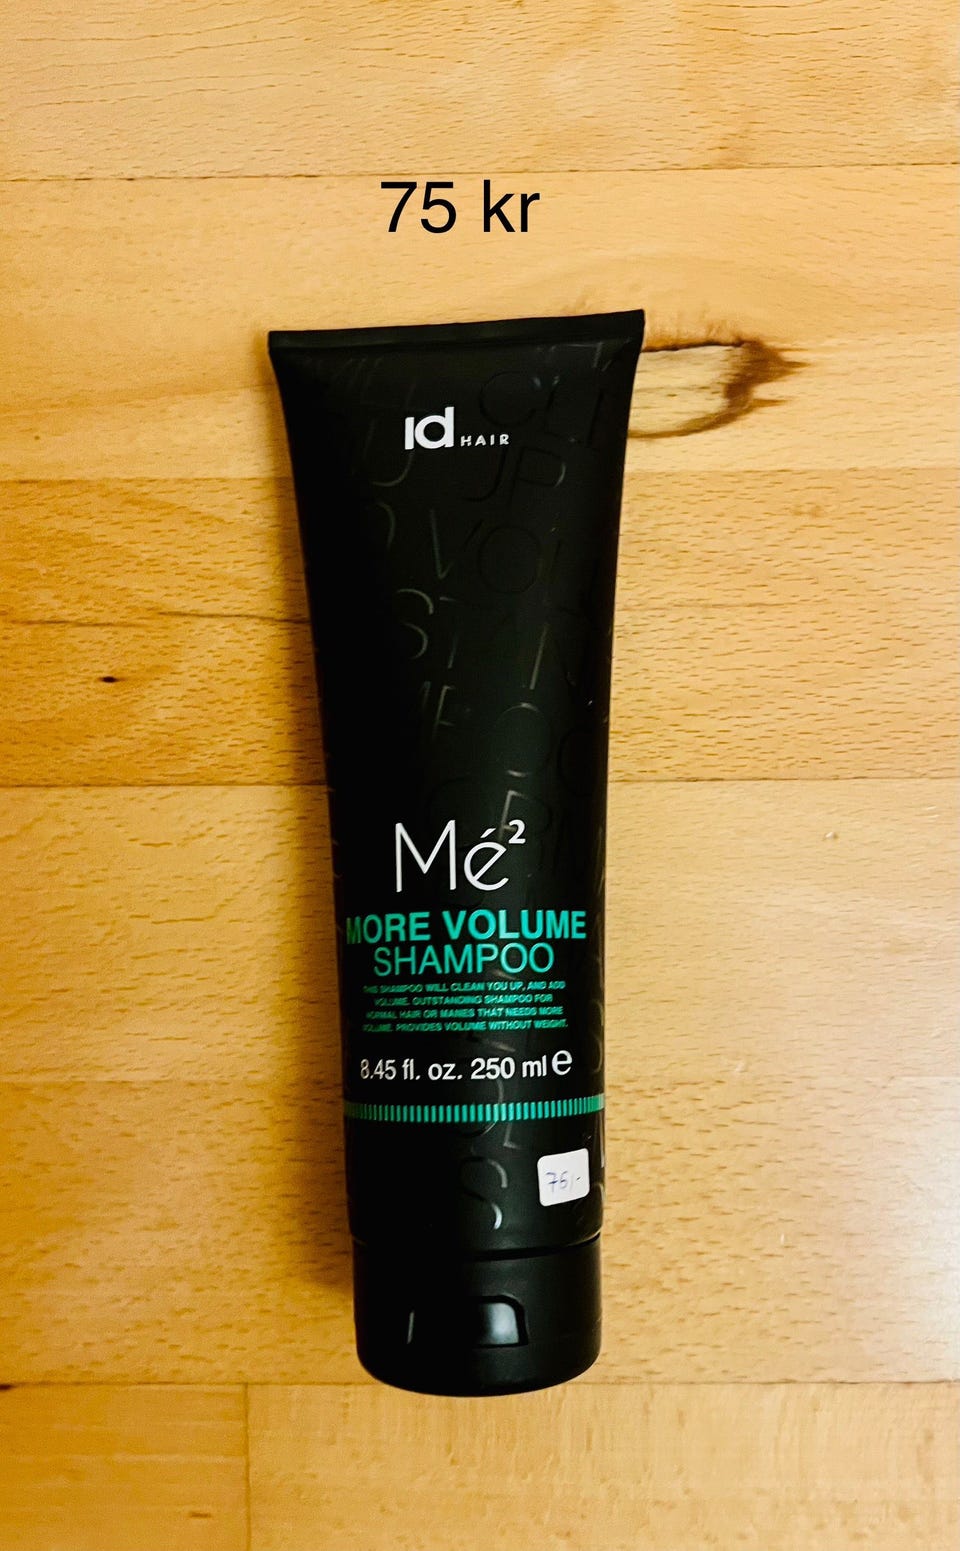 75 kr
Id HAIR
Mé²
MORE VOLUME
SHAMPOO
THIS SHAMPOO WILL CLEAN YOU UP, AND ADD
VOLUME. OUTSTANDING SHAMPOO FOR
NORMAL HAIR OR MANES THAT NEEDS MORE
VOLUME. PROVIDES VOLUME WITHOUT WEIGHT.
8.45 fl. oz. 250 ml ℮